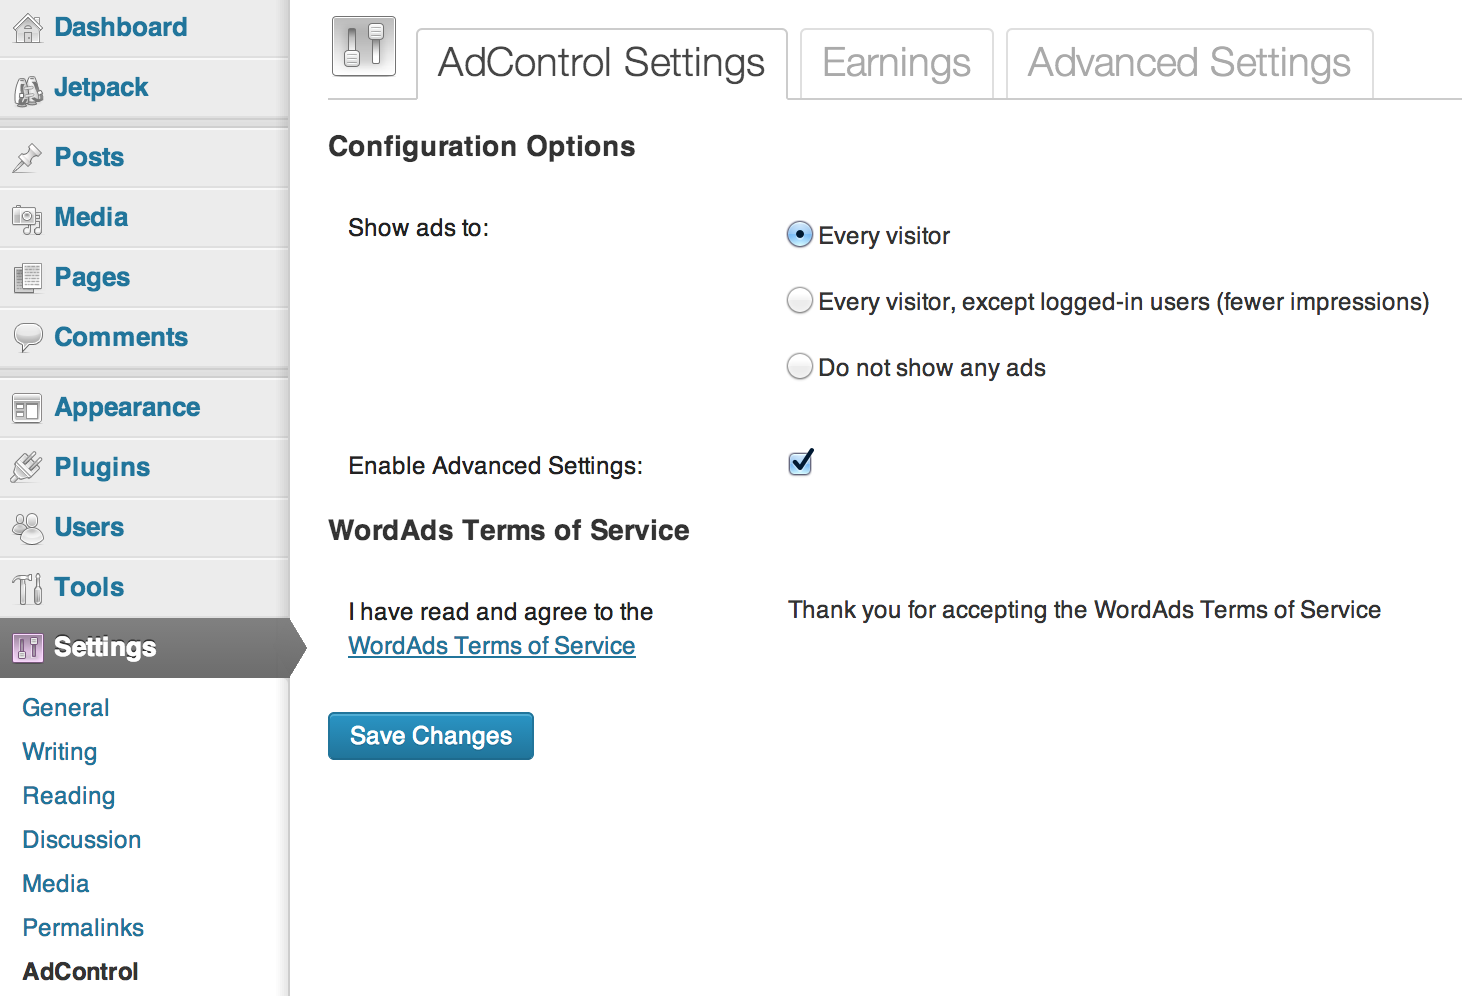 Dashboard
Jetpack
Posts
Media
Pages
Comments
Appearance
Plugins
Users
Tools
Settings
General
Writing
Reading
Discussion
Media
Permalinks
AdControl
AdControl Settings
Earnings
Advanced Settings
Configuration Options
Show ads to:
Every visitor
Every visitor, except logged-in users (fewer impressions)
Do not show any ads
Enable Advanced Settings:
WordAds Terms of Service
I have read and agree to the
WordAds Terms of Service
Thank you for accepting the WordAds Terms of Service
Save Changes